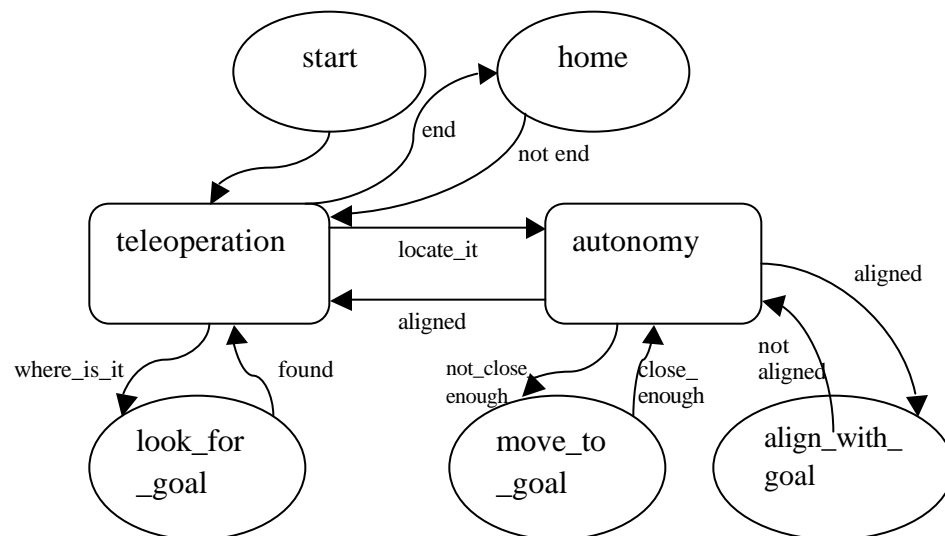 start
home
end
not end
teleoperation
autonomy
locate_it
aligned
aligned
where_is_it
found
not_close_
enough
close_
enough
not
aligned
look_for
_goal
move_to
_goal
align_with_
goal